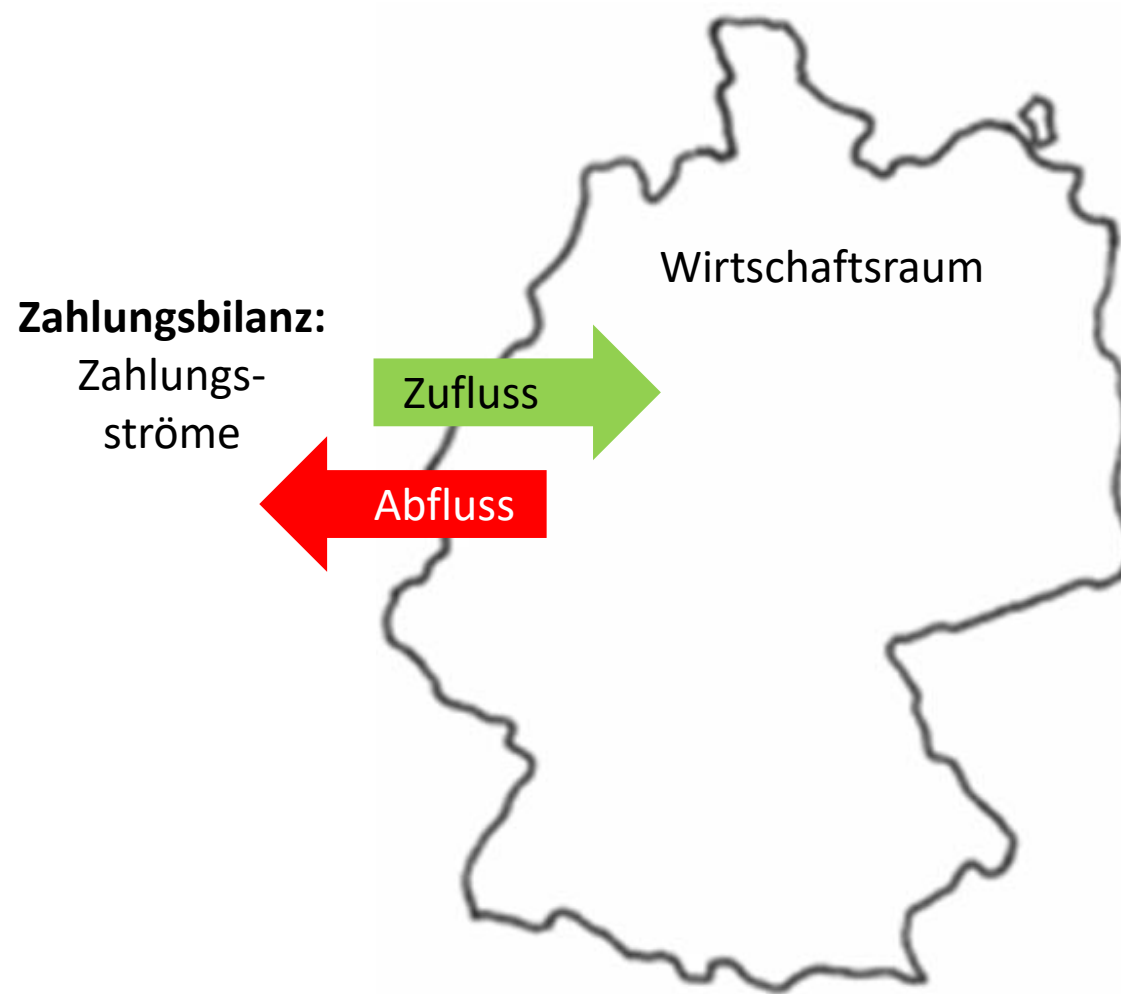 Wirtschaftsraum
Zahlungsbilanz:
Zahlungs-
ströme
Zufluss
Abfluss